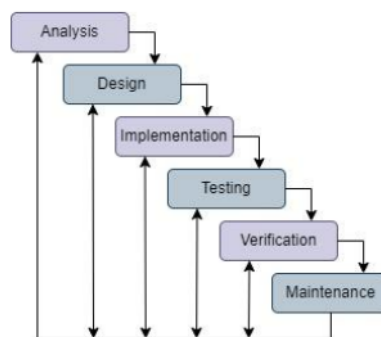 Analysis
Design
Implementation
Testing
Verification
Maintenance